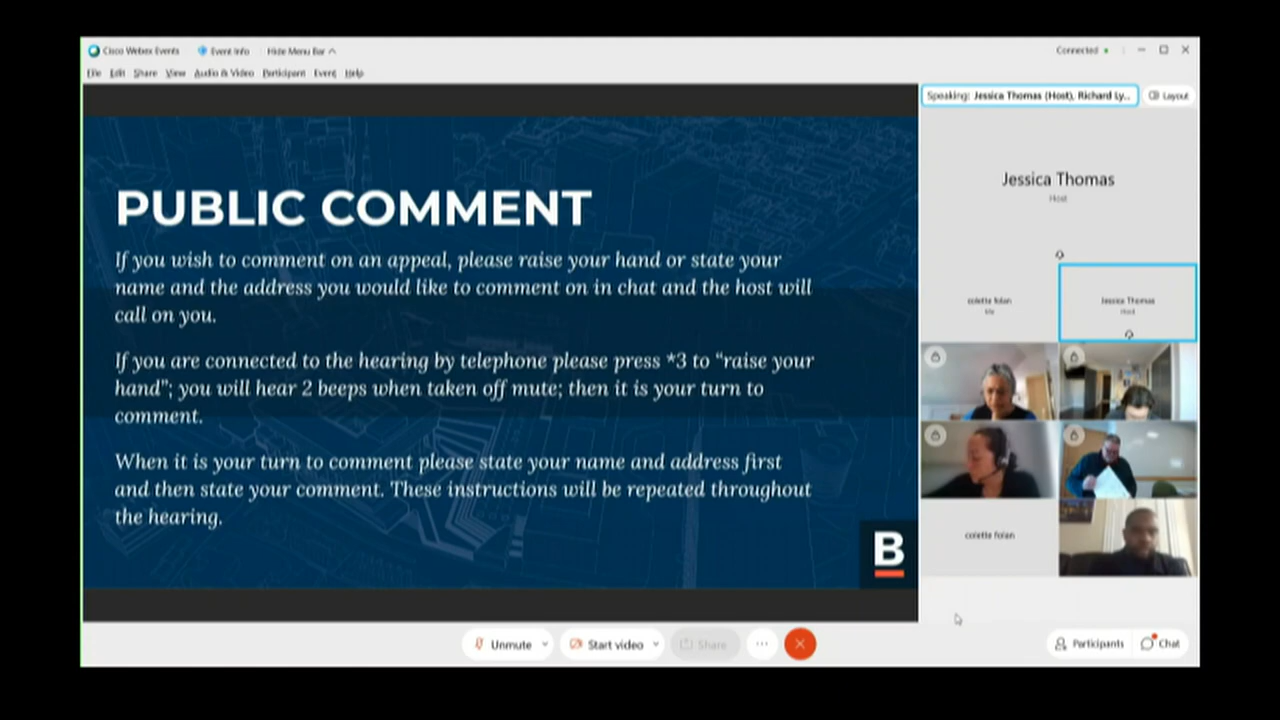 Cisco Webex Events
Event Info
Hide Menu Bar
Connected
File Edit Share View Audio & Video Participant Event Help
Speaking: Jessica Thomas (Host), Richard Ly...
Layout
PUBLIC COMMENT
If you wish to comment on an appeal, please raise your hand or state your
name and the address you would like to comment on in chat and the host will
call on you.
If you are connected to the hearing by telephone please press *3 to “raise your
hand”; you will hear 2 beeps when taken off mute; then it is your turn to
comment.
When it is your turn to comment please state your name and address first
and then state your comment. These instructions will be repeated throughout
the hearing.
B
Jessica Thomas
Host
colette folan
Me
Jessica Thomas
Host
colette folan
Unmute
Start video
Share
Participants
Chat